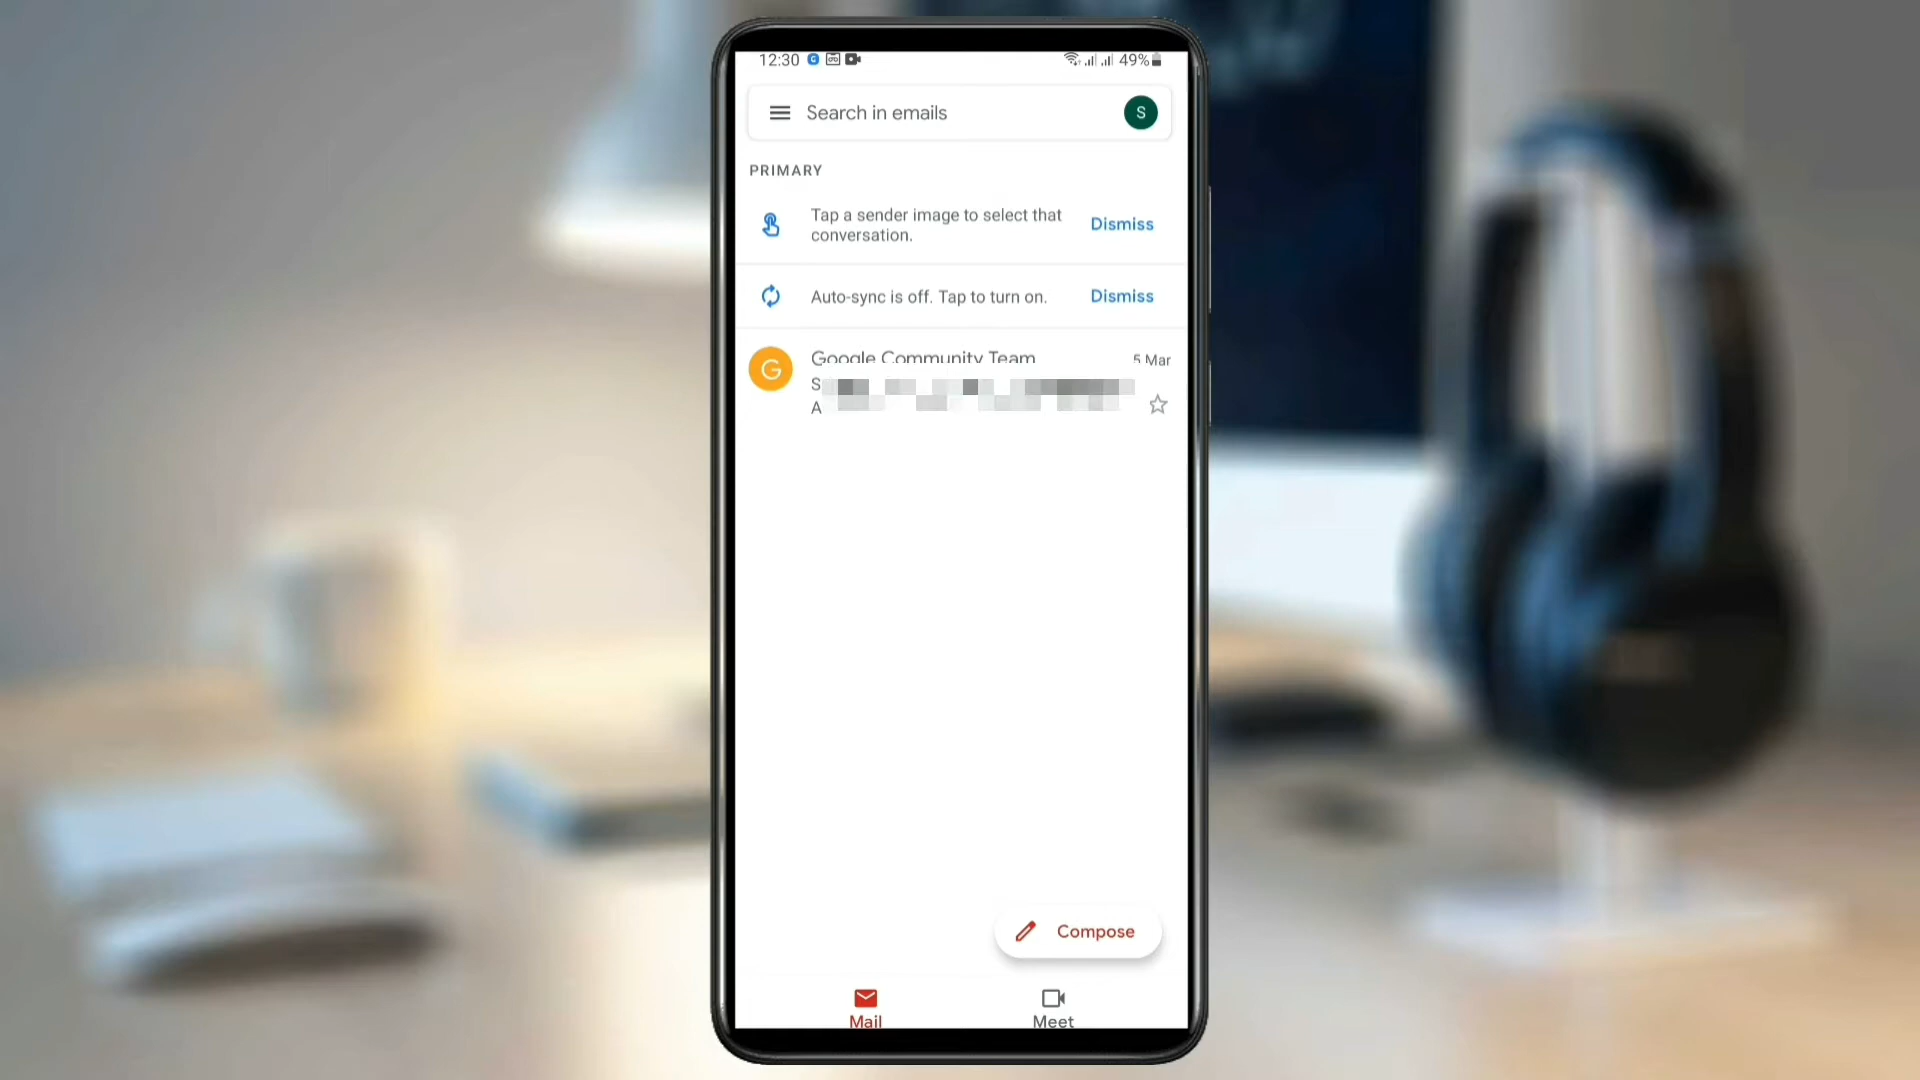 12:30
49%
Search in emails
S
PRIMARY
Tap a sender image to select that
conversation.
Dismiss
Auto-sync is off. Tap to turn on.
Dismiss
G
Google Community Team
5 Mar
S
A
Compose
Mail
Meet